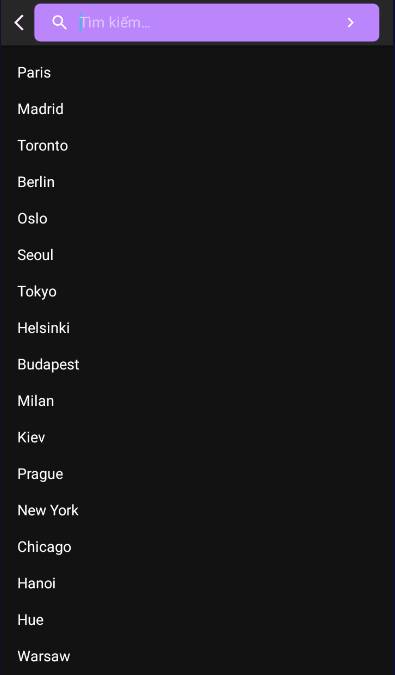 Tìm kiếm...
Paris
Madrid
Toronto
Berlin
Oslo
Seoul
Tokyo
Helsinki
Budapest
Milan
Kiev
Prague
New York
Chicago
Hanoi
Hue
Warsaw